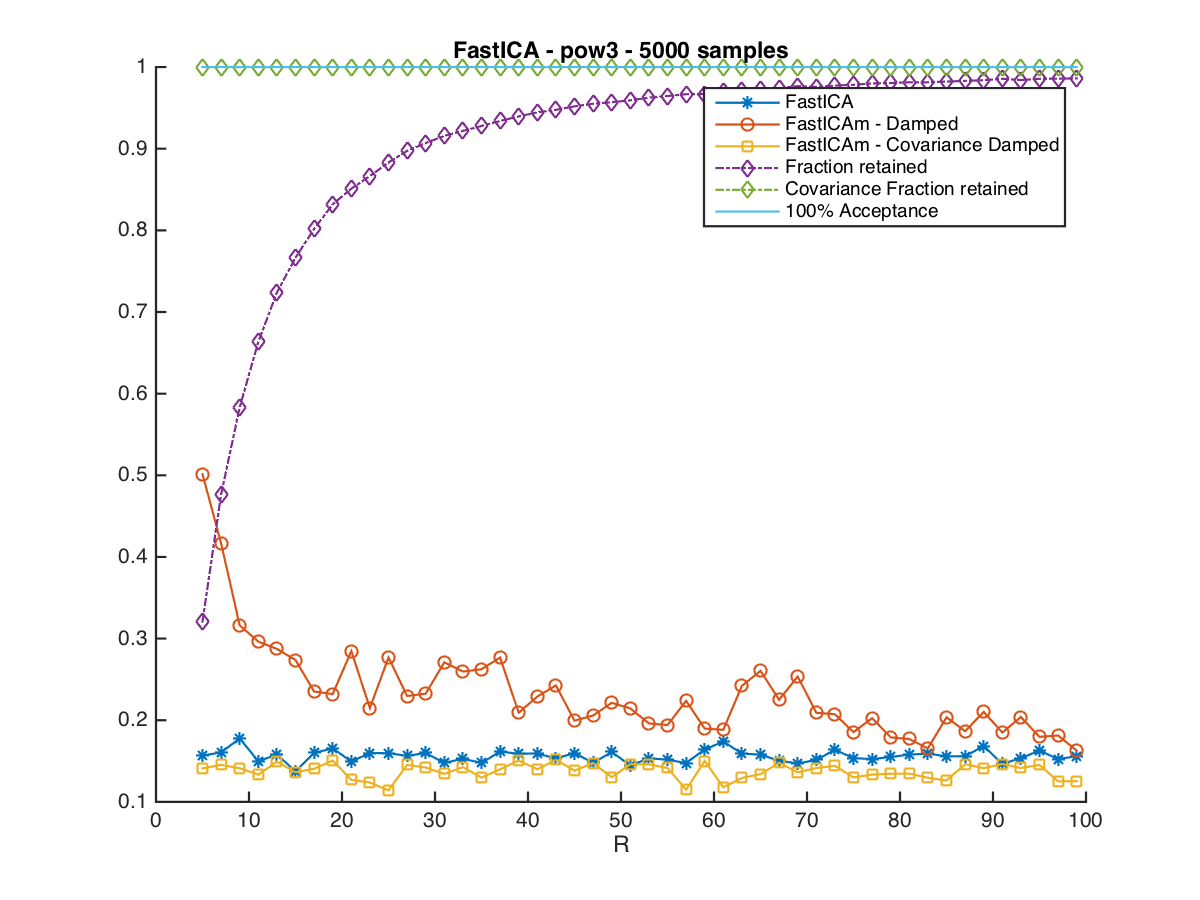 FastICA - pow3 - 5000 samples
1
0.9
0.8
0.7
0.6
0.5
0.4
0.3
0.2
0.1
FastICA
FastICAm - Damped
FastICAm - Covariance Damped
Fraction retained
Covariance Fraction retained
100% Acceptance
0 10 20 30 40 50 60 70 80 90 100
R